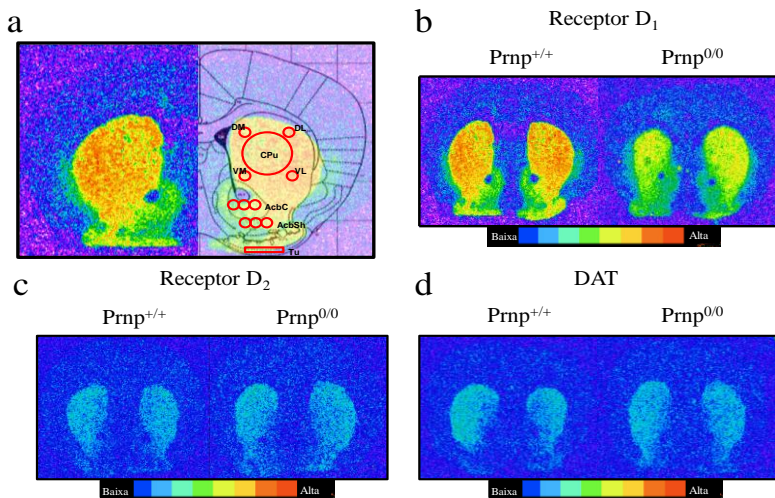 a
DM
DL
CPu
VM
VL
AcbC
AcbSh
Tu
b
Receptor D₁
Prnp⁺/⁺
Prnp⁰/⁰
Baixa
Alta
c
Receptor D₂
Prnp⁺/⁺
Prnp⁰/⁰
Baixa
Alta
d
DAT
Prnp⁺/⁺
Prnp⁰/⁰
Baixa
Alta